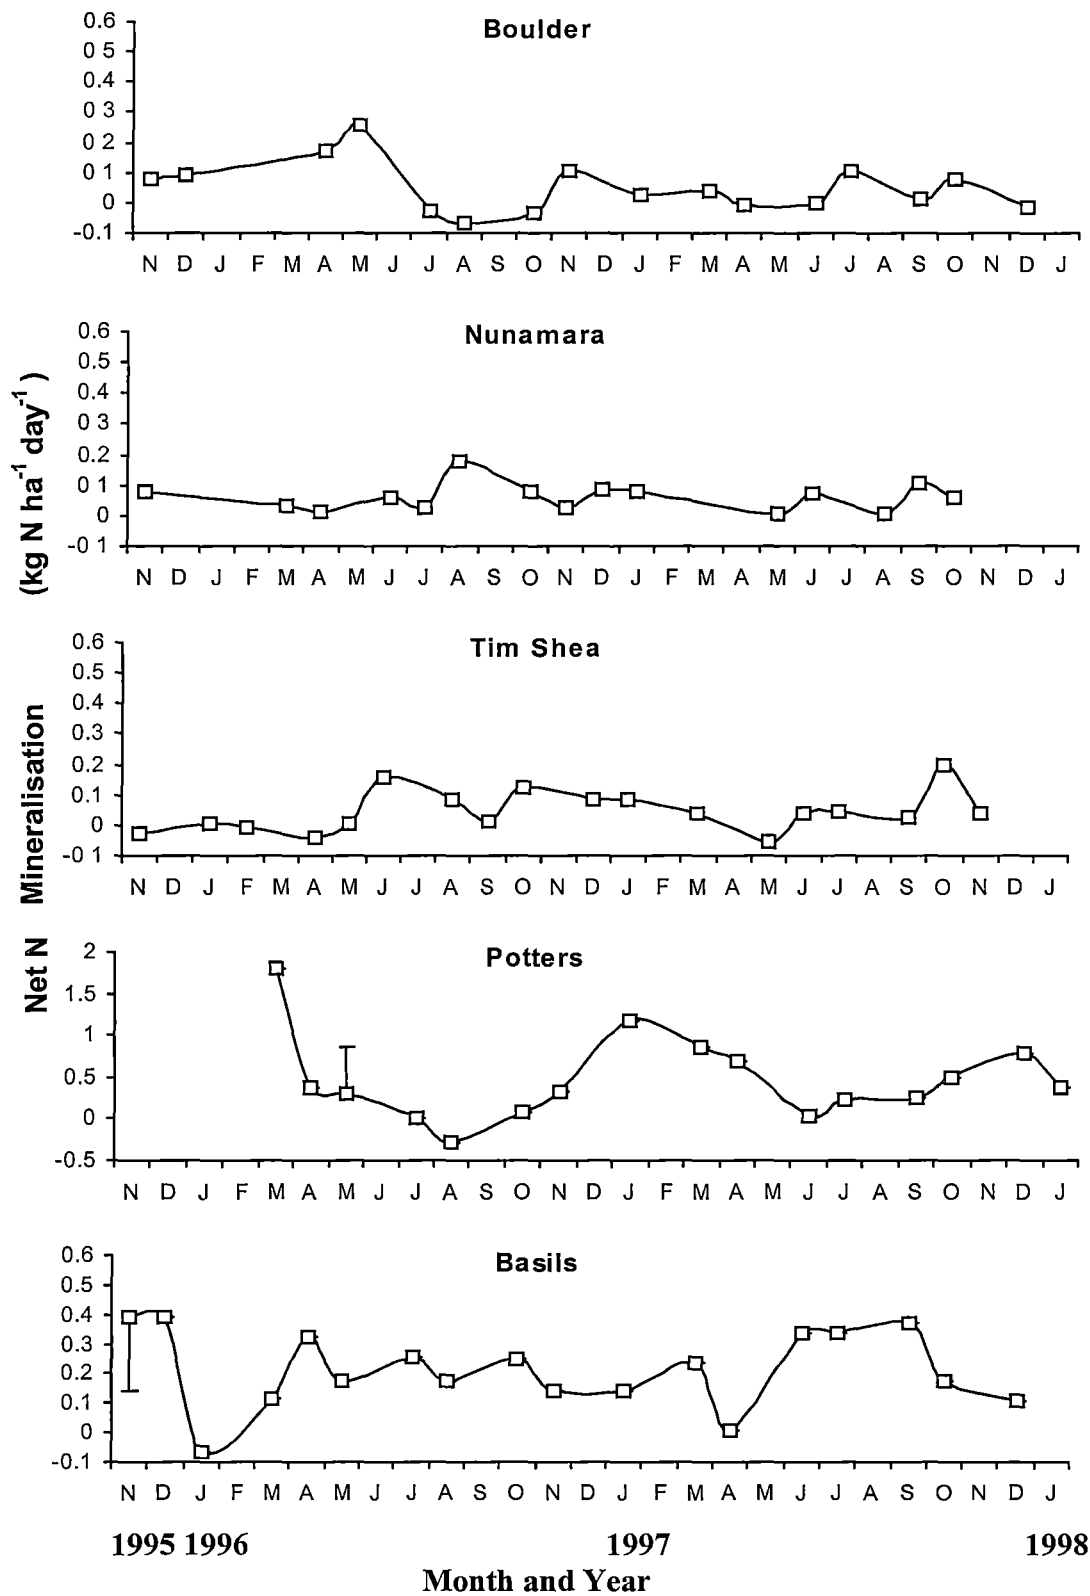 Net N Mineralisation (kg N ha⁻¹ day⁻¹)
Boulder
0.6
0 5
0.4
0.3
0 2
0 1
0
-0.1
N D J F M A M J J A S O N D J F M A M J J A S O N D J
Nunamara
0.6
0.5
0.4
0 3
0.2
0 1
0
-0 1
N D J F M A M J J A S O N D J F M A M J J A S O N D J
Tim Shea
0.6
0.5
0.4
0.3
0.2
0.1
0
-0 1
N D J F M A M J J A S O N D J F M A M J J A S O N D J
Potters
2
1.5
1
0.5
0
-0.5
N D J F M A M J J A S O N D J F M A M J J A S O N D J
Basils
0.6
0.5
0.4
0.3
0.2
0.1
0
-0.1
N D J F M A M J J A S O N D J F M A M J J A S O N D J
1995 1996 1997 1998
Month and Year